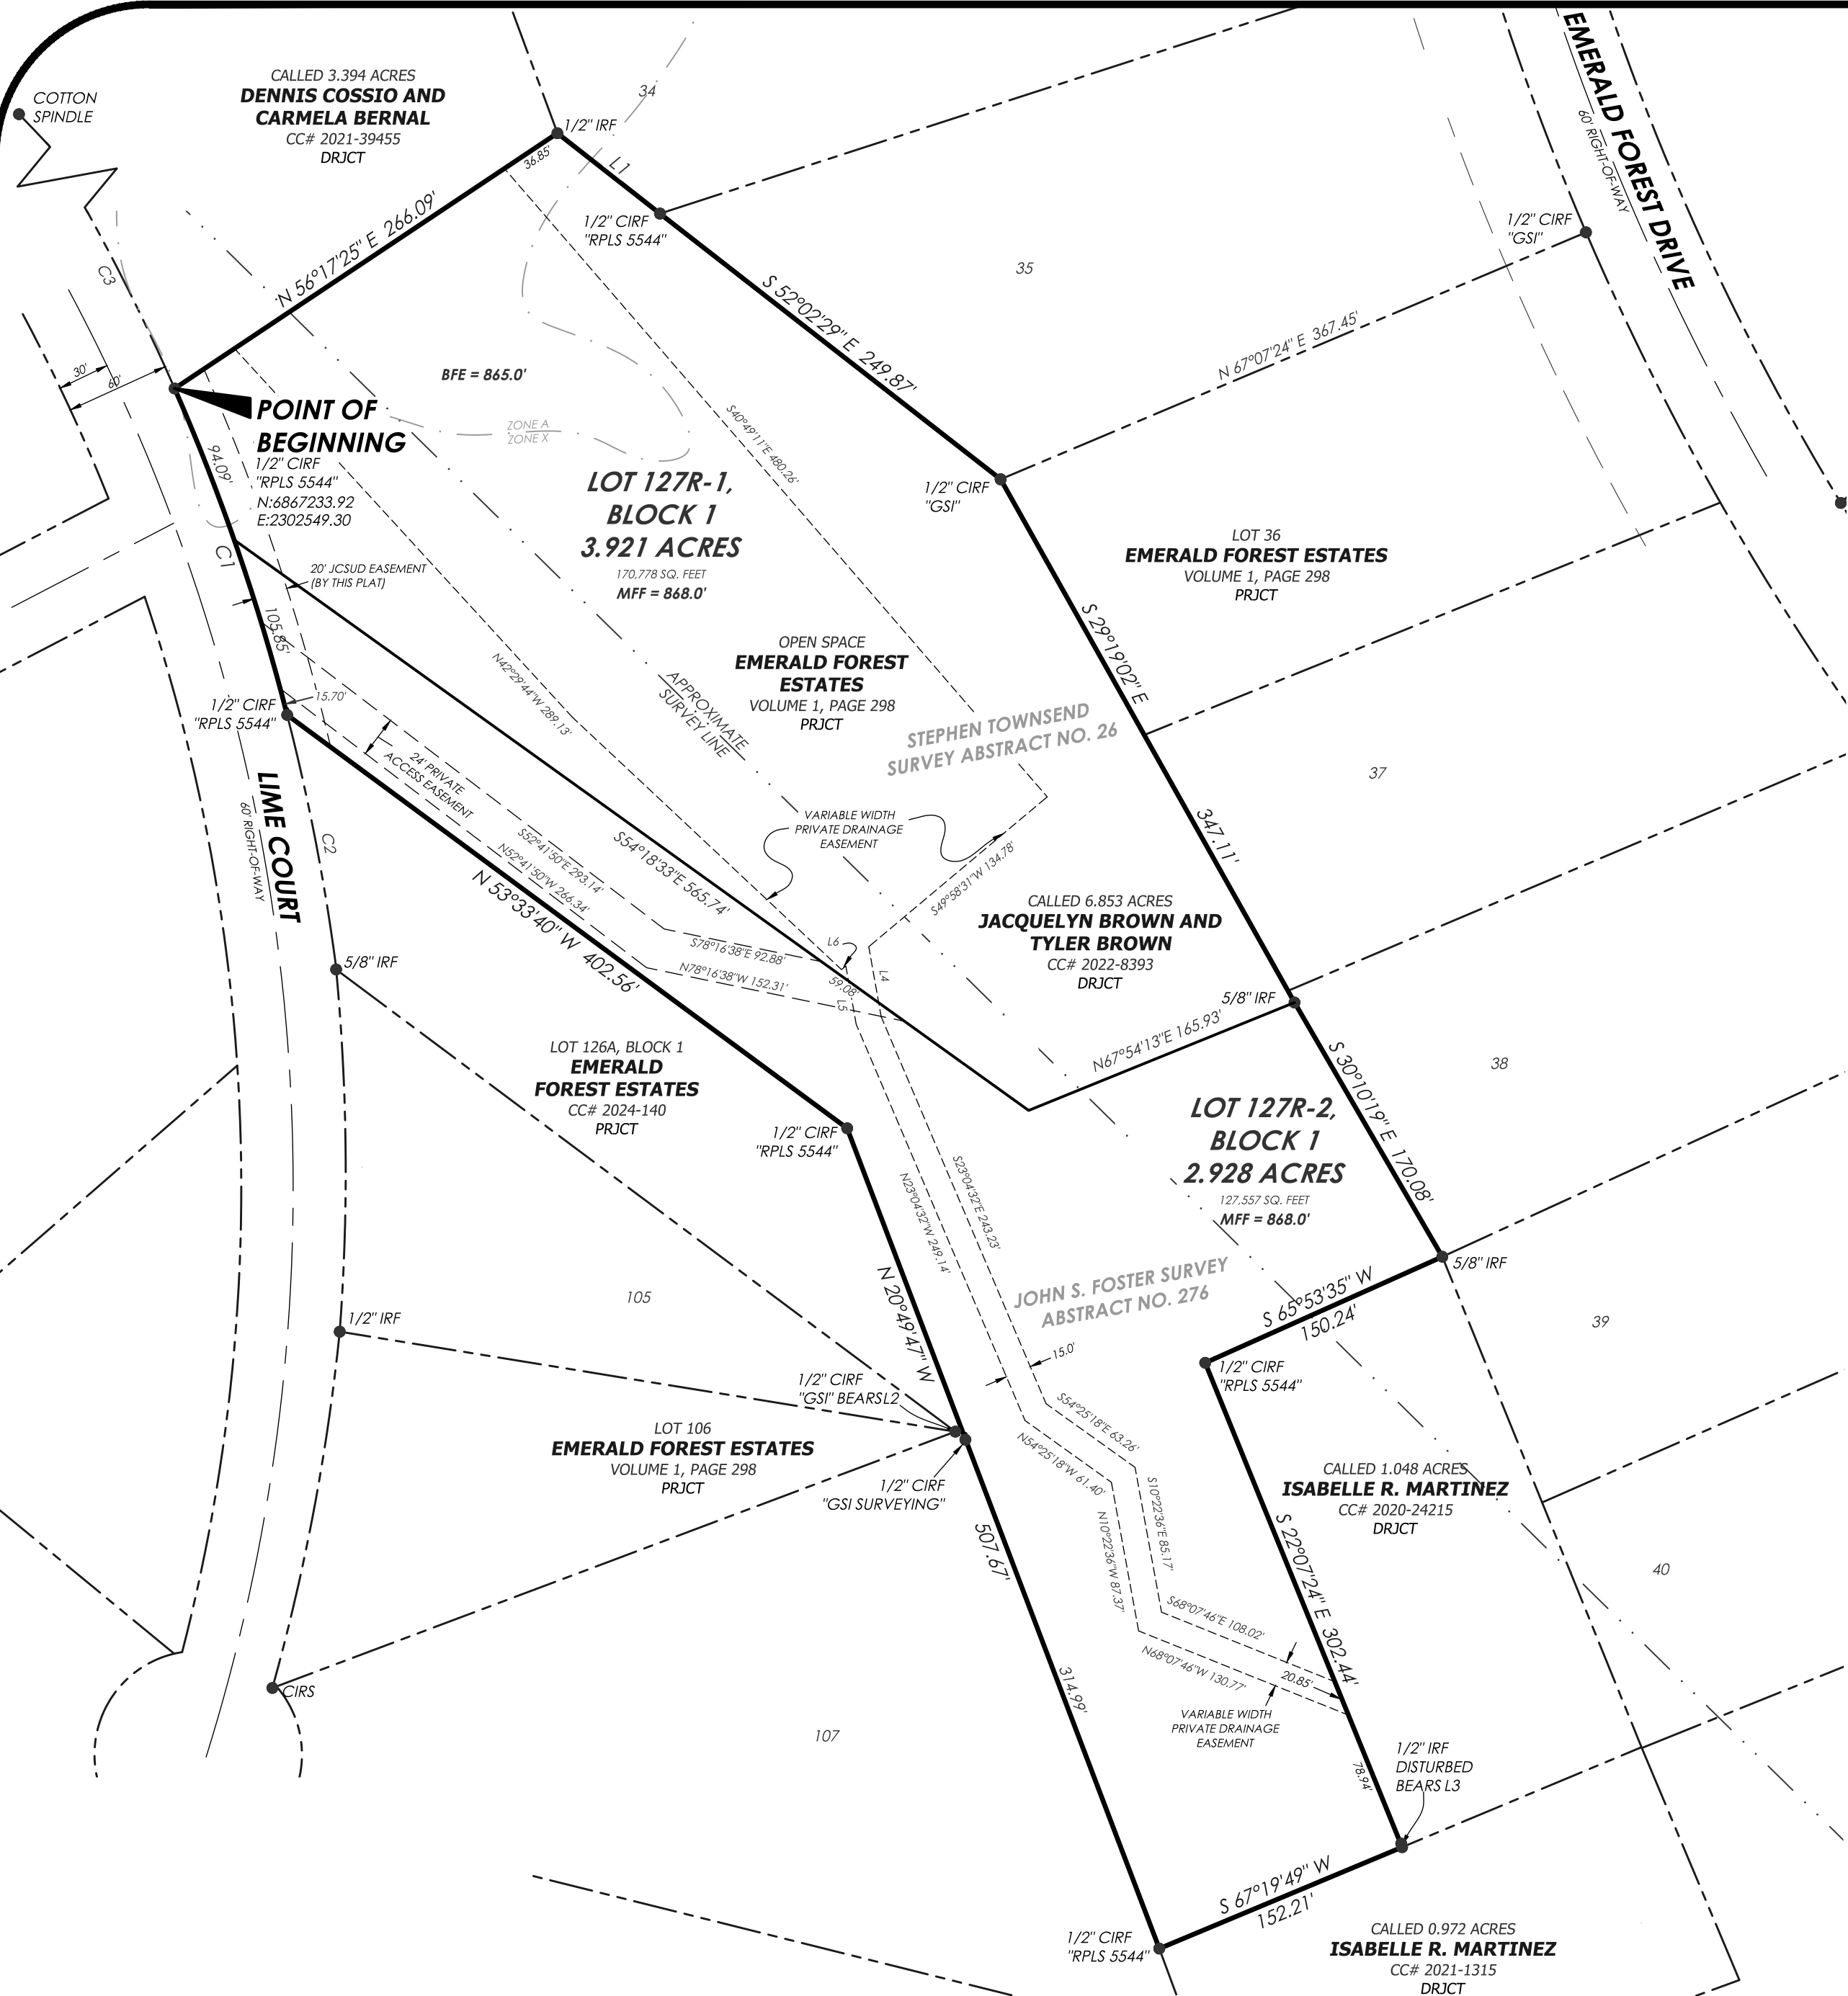 CALLED 3.394 ACRES
DENNIS COSSIO AND
CARMELA BERNAL
CC# 2021-39455
DRJCT
COTTON
SPINDLE
34
1/2" IRF
36.85'
L1
1/2" CIRF
"RPLS 5544"
EMERALD FOREST DRIVE
60' RIGHT-OF-WAY
1/2" CIRF
"GSI"
35
C3
N 56°17'25" E 266.09'
S 52°02'29" E 249.87'
N 67°07'24" E 367.45'
30'
60'
BFE = 865.0'
ZONE A
ZONE X
POINT OF
BEGINNING
1/2" CIRF
"RPLS 5544"
N:6867233.92
E:2302549.30
94.09'
C1
S40°49'11"E 480.26'
LOT 127R-1,
BLOCK 1
3.921 ACRES
170,778 SQ. FEET
MFF = 868.0'
1/2" CIRF
"GSI"
LOT 36
EMERALD FOREST ESTATES
VOLUME 1, PAGE 298
PRJCT
20' JCSUD EASEMENT
(BY THIS PLAT)
105.85'
OPEN SPACE
EMERALD FOREST
ESTATES
VOLUME 1, PAGE 298
PRJCT
S 29°19'02" E
347.11'
N42°29'44"W 289.13'
APPROXIMATE
SURVEY LINE
STEPHEN TOWNSEND
SURVEY ABSTRACT NO. 26
15.70'
1/2" CIRF
"RPLS 5544"
24' PRIVATE
ACCESS EASEMENT
37
LIME COURT
60' RIGHT-OF-WAY
C2
VARIABLE WIDTH
PRIVATE DRAINAGE
EASEMENT
S52°41'50"E 293.14'
N52°41'50"W 266.34'
S54°18'33"E 565.74'
N 53°33'40" W 402.56'
S49°58'31"W 134.78'
CALLED 6.853 ACRES
JACQUELYN BROWN AND
TYLER BROWN
CC# 2022-8393
DRJCT
S78°16'38"E 92.88'
N78°16'38"W 152.31'
L6
L4
59.08'
L5
5/8" IRF
5/8" IRF
N67°54'13"E 165.93'
LOT 126A, BLOCK 1
EMERALD
FOREST ESTATES
CC# 2024-140
PRJCT
S 30°10'19" E 170.08'
38
LOT 127R-2,
BLOCK 1
2.928 ACRES
127,557 SQ. FEET
MFF = 868.0'
1/2" CIRF
"RPLS 5544"
S23°04'32"E 243.23'
N23°04'32"W 249.14'
5/8" IRF
JOHN S. FOSTER SURVEY
ABSTRACT NO. 276
105
1/2" IRF
N 20°49'47" W
507.67'
S 65°53'35" W
150.24'
39
15.0'
1/2" CIRF
"RPLS 5544"
1/2" CIRF
"GSI" BEARS L2
LOT 106
EMERALD FOREST ESTATES
VOLUME 1, PAGE 298
PRJCT
S54°25'18"E 63.26'
N54°25'18"W 61.40'
1/2" CIRF
"GSI SURVEYING"
CALLED 1.048 ACRES
ISABELLE R. MARTINEZ
CC# 2020-24215
DRJCT
S10°22'36"E 85.17'
N10°22'36"W 87.37'
S 22°07'24" E 302.44'
40
S68°07'46"E 108.02'
N68°07'46"W 130.77'
20.85'
CIRS
314.99'
VARIABLE WIDTH
PRIVATE DRAINAGE
EASEMENT
107
78.94'
1/2" IRF
DISTURBED
BEARS L3
S 67°19'49" W
152.21'
1/2" CIRF
"RPLS 5544"
CALLED 0.972 ACRES
ISABELLE R. MARTINEZ
CC# 2021-1315
DRJCT